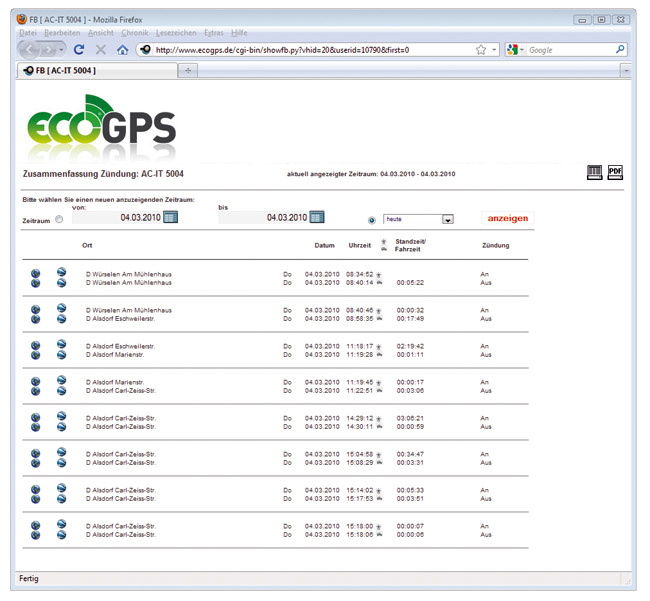 FB [ AC-IT 5004 ] - Mozilla Firefox
Datei Bearbeiten Ansicht Chronik Lesezeichen Extras Hilfe
http://www.ecogps.de/cgi-bin/showfb.py?vhid=20&userid=10790&first=0 Google
FB [ AC-IT 5004 ]
ECOGPS
Zusammenfassung Zündung: AC-IT 5004 aktuell angezeigter Zeitraum: 04.03.2010 - 04.03.2010 PDF
Bitte wählen Sie einen neuen anzuzeigenden Zeitraum:
von: bis
Zeitraum 04.03.2010 04.03.2010 heute anzeigen
Ort Datum Uhrzeit Standzeit/ Fahrzeit Zündung
D Würselen Am Mühlenhaus Do 04.03.2010 08:34:52 An
D Würselen Am Mühlenhaus Do 04.03.2010 08:40:14 00:05:22 Aus
D Würselen Am Mühlenhaus Do 04.03.2010 08:40:46 00:00:32 An
D Alsdorf Eschweilerstr. Do 04.03.2010 08:58:35 00:17:49 Aus
D Alsdorf Eschweilerstr. Do 04.03.2010 11:18:17 02:19:42 An
D Alsdorf Marienstr. Do 04.03.2010 11:19:28 00:01:11 Aus
D Alsdorf Marienstr. Do 04.03.2010 11:19:45 00:00:17 An
D Alsdorf Carl-Zeiss-Str. Do 04.03.2010 11:22:51 00:03:06 Aus
D Alsdorf Carl-Zeiss-Str. Do 04.03.2010 14:29:12 03:06:21 An
D Alsdorf Carl-Zeiss-Str. Do 04.03.2010 14:30:11 00:00:59 Aus
D Alsdorf Carl-Zeiss-Str. Do 04.03.2010 15:04:58 00:34:47 An
D Alsdorf Carl-Zeiss-Str. Do 04.03.2010 15:08:29 00:03:31 Aus
D Alsdorf Carl-Zeiss-Str. Do 04.03.2010 15:14:02 00:05:33 An
D Alsdorf Carl-Zeiss-Str. Do 04.03.2010 15:17:53 00:03:51 Aus
D Alsdorf Carl-Zeiss-Str. Do 04.03.2010 15:18:00 00:00:07 An
D Alsdorf Carl-Zeiss-Str. Do 04.03.2010 15:18:06 00:00:06 Aus
Fertig